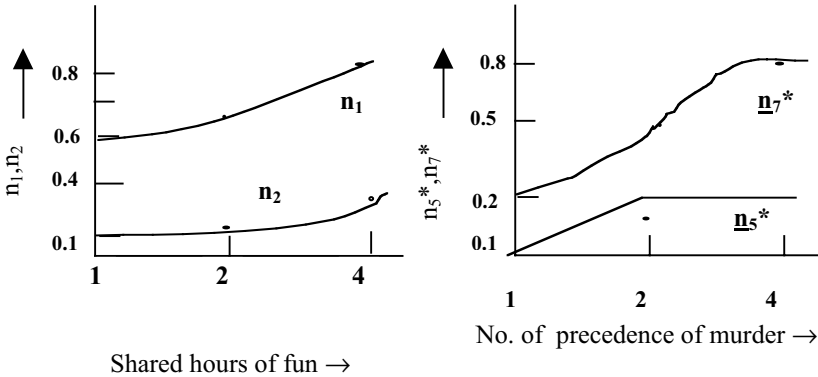 n1,n2
0.8
0.6
0.4
0.1
n1
n2
1 2 4
Shared hours of fun →
n5*,n7*
0.8
0.5
0.2
0.1
n7*
n5*
1 2 4
No. of precedence of murder →